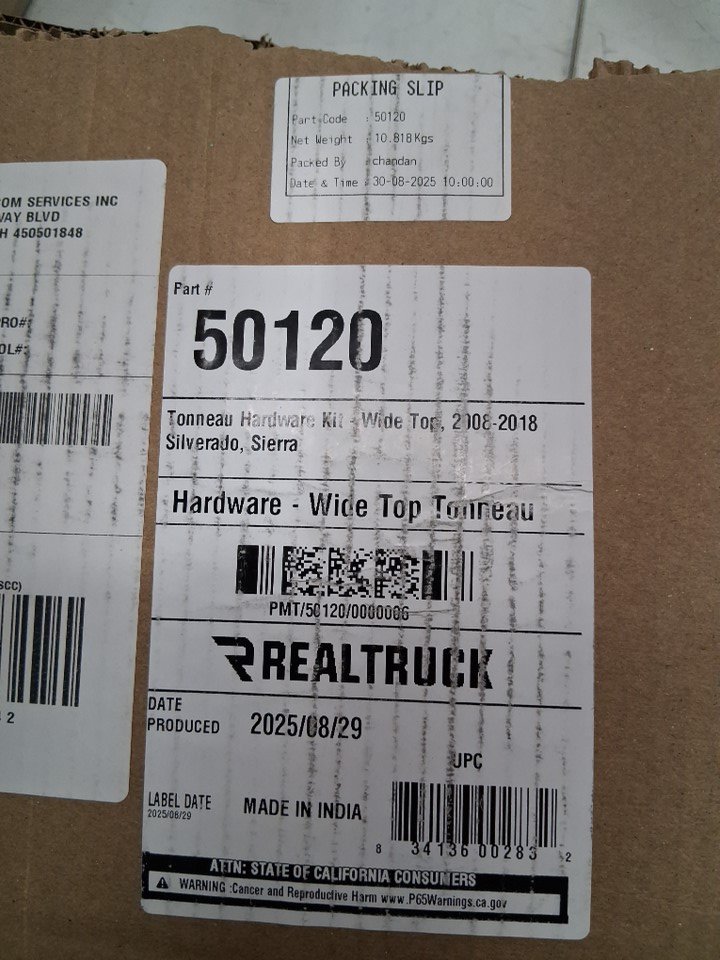 PACKING SLIP
Part Code : 50120
Net Weight : 10.818Kgs
Packed By : chandan
Date & Time : 30-08-2025 10:00:00
OM SERVICES INC
WAY BLVD
H 450501848
PRO#:
OL#:
SCC)
2
Part #
50120
Tonneau Hardware Kit - Wide Top, 2008-2018
Silverado, Sierra
Hardware - Wide Top Tonneau
PMT/50120/0000006
REALTRUCK
DATE
PRODUCED 2025/08/29
UPC
LABEL DATE
2025/08/29
MADE IN INDIA
8 34136 00283 2
ATTN: STATE OF CALIFORNIA CONSUMERS
WARNING :Cancer and Reproductive Harm www.P65Warnings.ca.gov